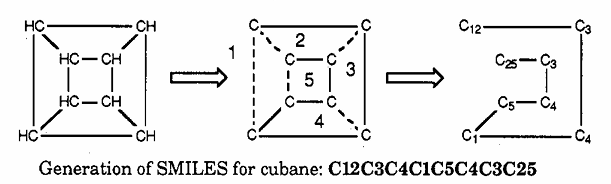 HC CH
HC CH
HC CH
HC CH
C C
1 2
C C
5 3
C C
4
C C
C₁₂ C₃
C₂₅ C₃
C₅ C₄
C₁ C₄
Generation of SMILES for cubane: C12C3C4C1C5C4C3C25